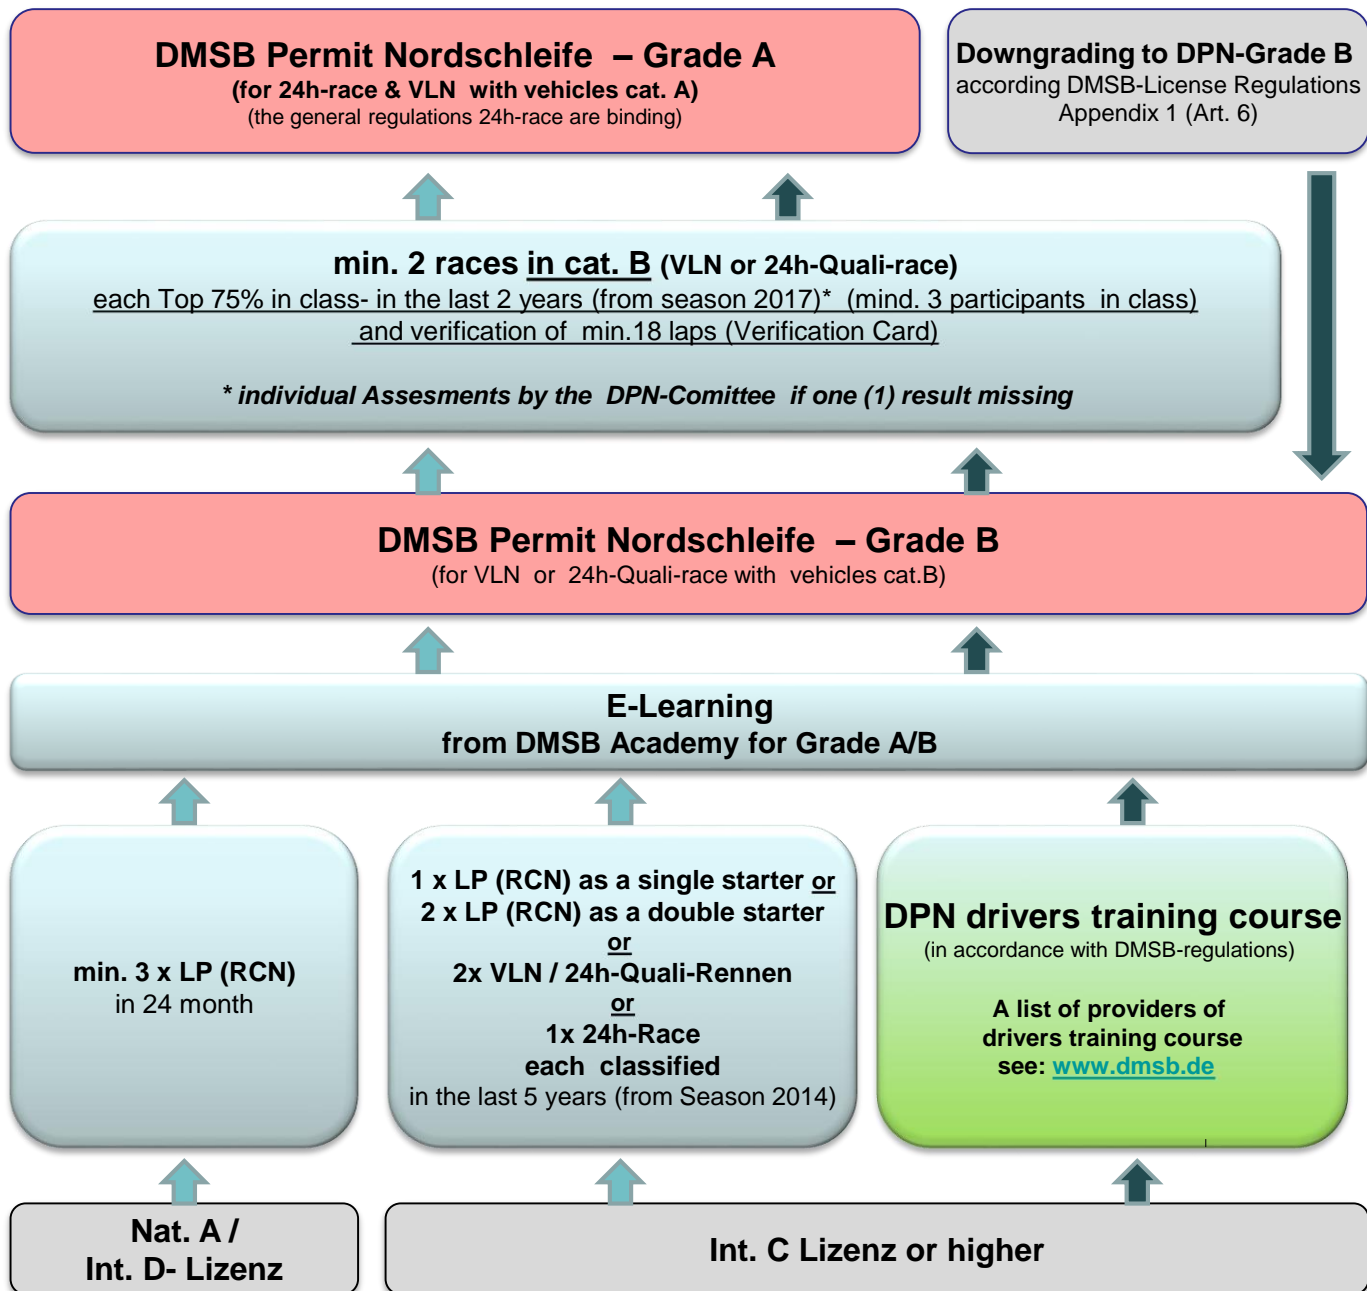 DMSB Permit Nordschleife – Grade A
(for 24h-race & VLN with vehicles cat. A)
(the general regulations 24h-race are binding)
Downgrading to DPN-Grade B
according DMSB-License Regulations
Appendix 1 (Art. 6)
min. 2 races in cat. B (VLN or 24h-Quali-race)
each Top 75% in class- in the last 2 years (from season 2017)* (mind. 3 participants in class)
and verification of min.18 laps (Verification Card)
* individual Assesments by the DPN-Comittee if one (1) result missing
DMSB Permit Nordschleife – Grade B
(for VLN or 24h-Quali-race with vehicles cat.B)
E-Learning
from DMSB Academy for Grade A/B
min. 3 x LP (RCN)
in 24 month
1 x LP (RCN) as a single starter or
2 x LP (RCN) as a double starter
or
2x VLN / 24h-Quali-Rennen
or
1x 24h-Race
each classified
in the last 5 years (from Season 2014)
DPN drivers training course
(in accordance with DMSB-regulations)
A list of providers of
drivers training course
see: www.dmsb.de
Nat. A /
Int. D- Lizenz
Int. C Lizenz or higher